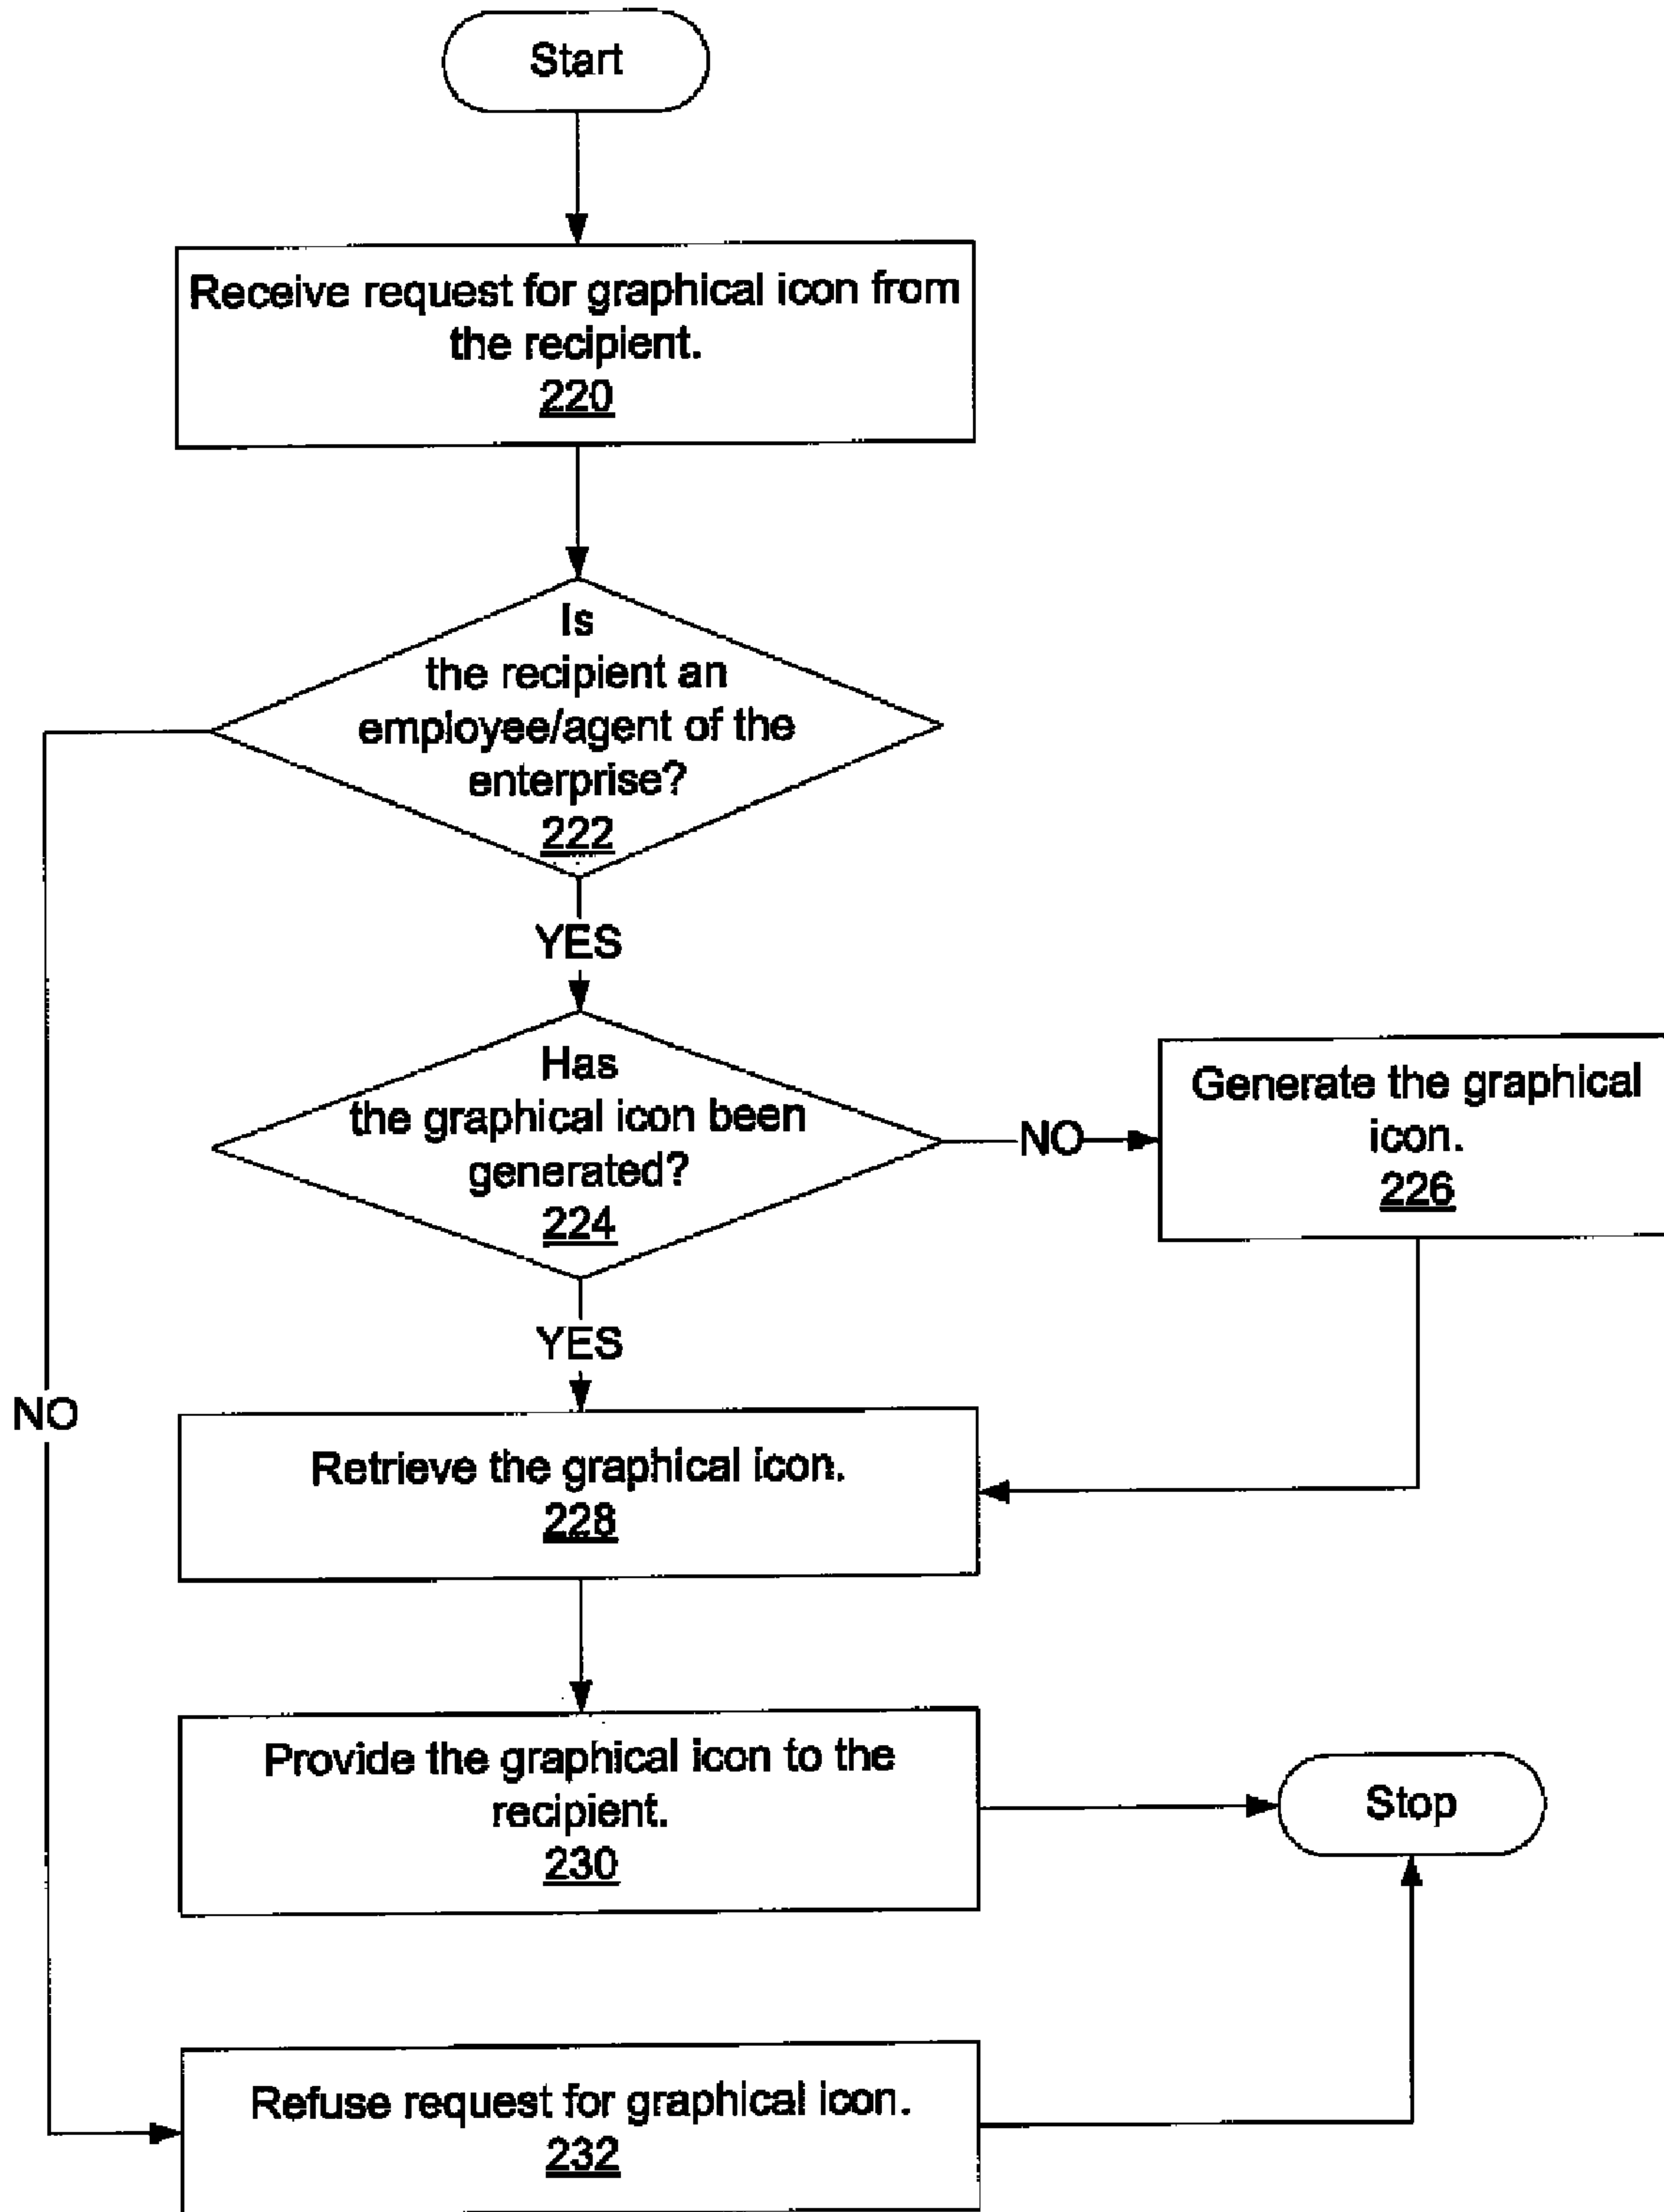 Start
Receive request for graphical icon from
the recipient.
220
Is
the recipient an
employee/agent of the
enterprise?
222
YES
Has
the graphical icon been
generated?
224
NO
Generate the graphical
icon.
226
YES
NO
Retrieve the graphical icon.
228
Provide the graphical icon to the
recipient.
230
Stop
Refuse request for graphical icon.
232